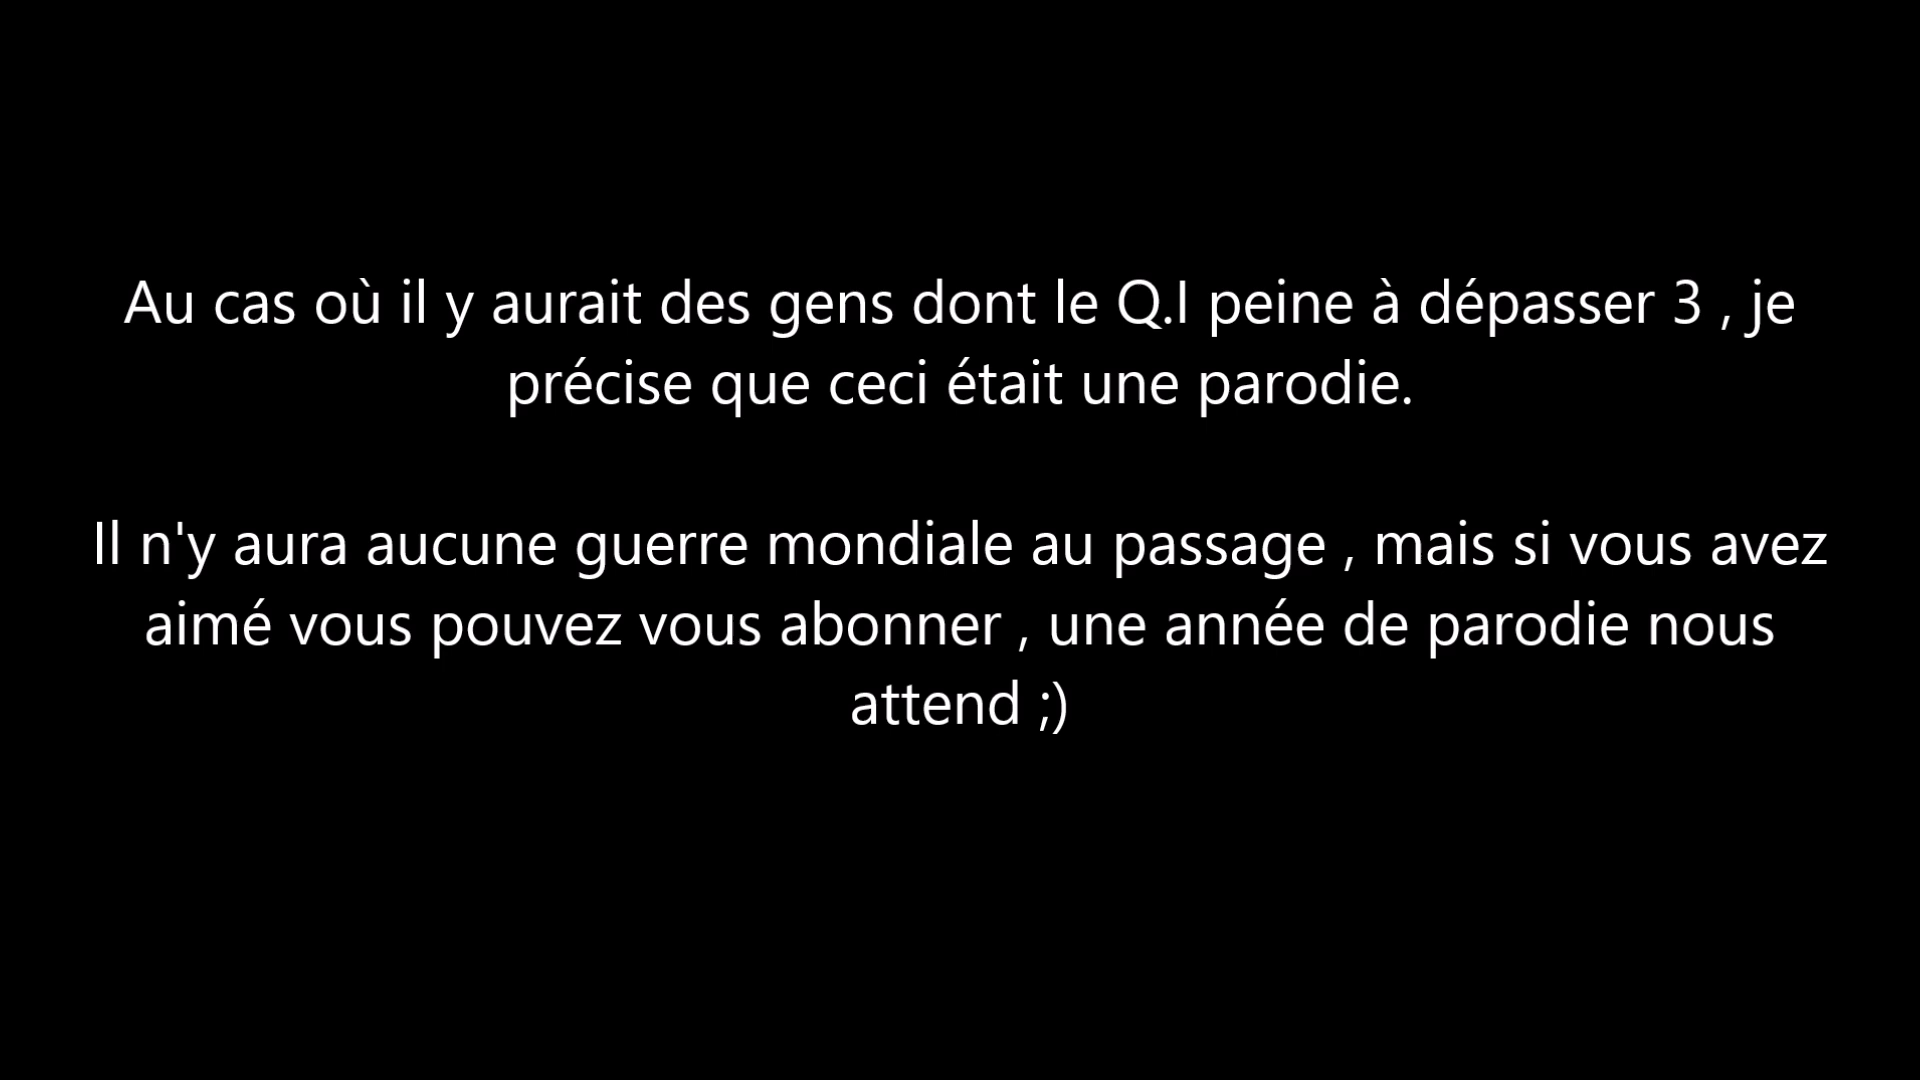 Au cas où il y aurait des gens dont le Q.I peine à dépasser 3 , je
précise que ceci était une parodie.
Il n'y aura aucune guerre mondiale au passage , mais si vous avez
aimé vous pouvez vous abonner , une année de parodie nous
attend ;)